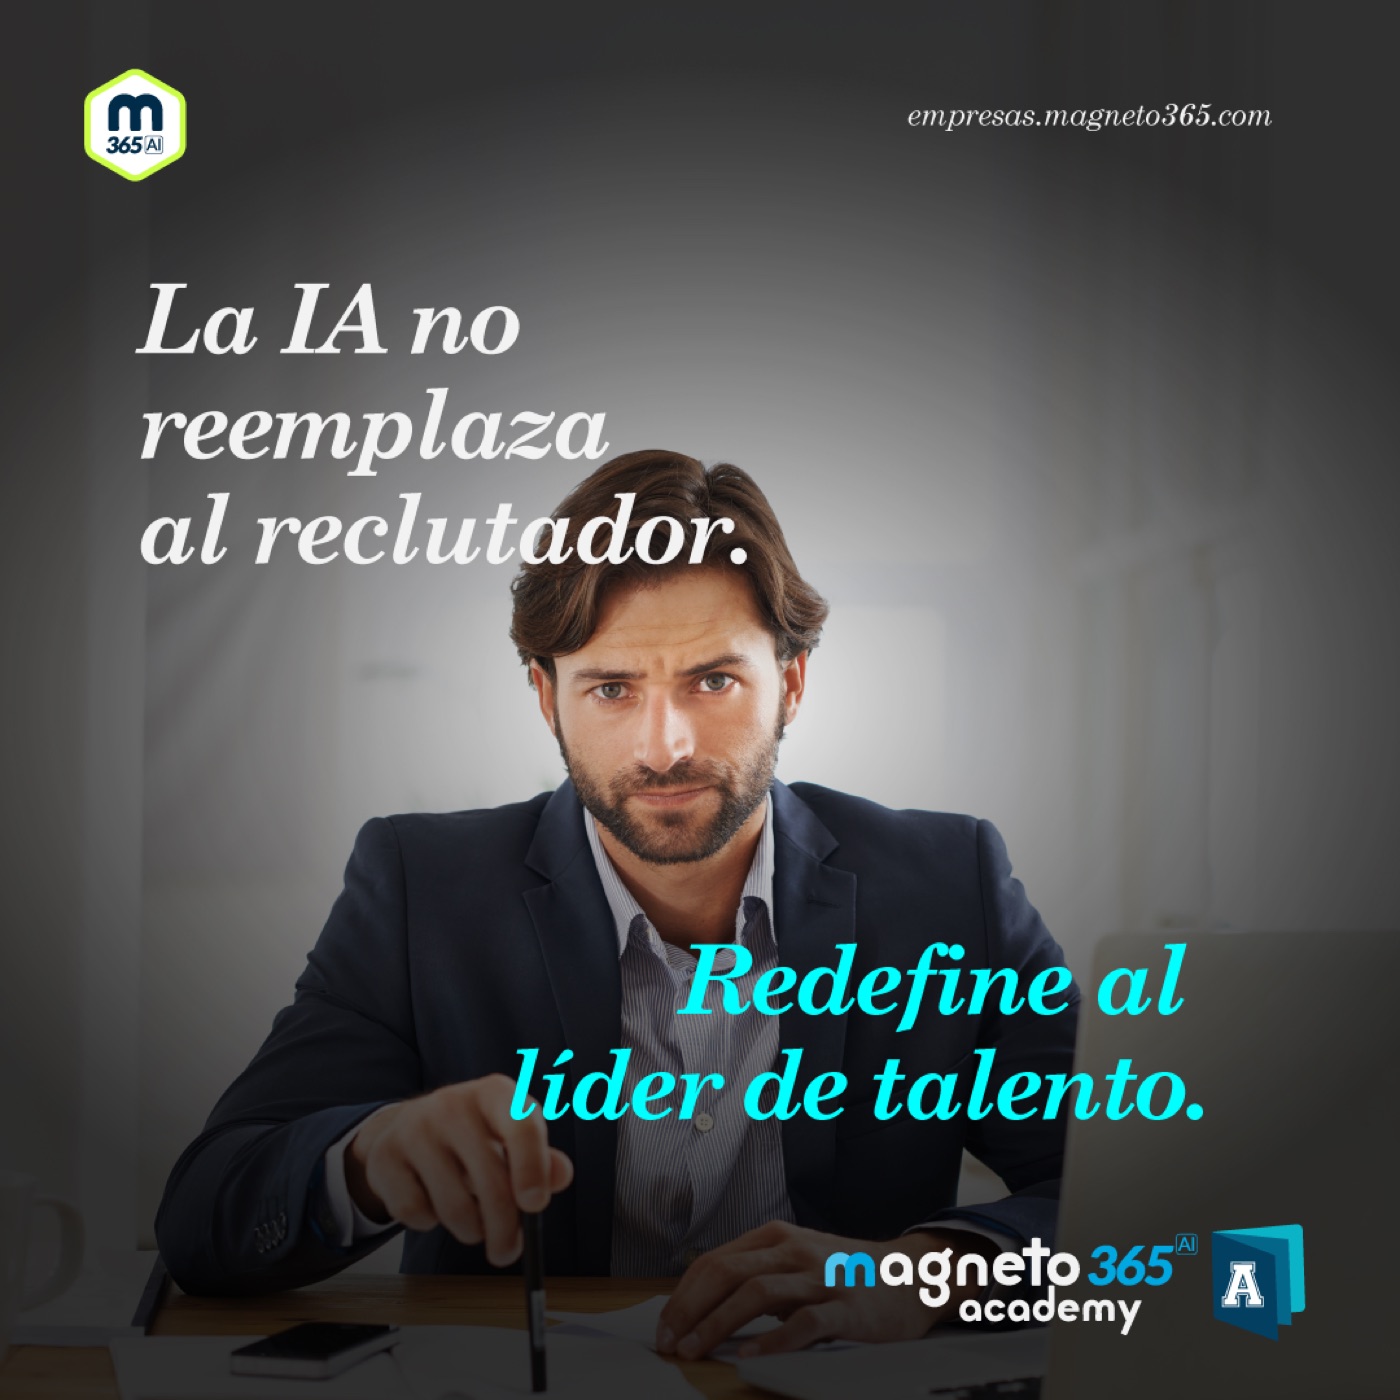 m
365 AI
empresas.magneto365.com
La IA no
reemplaza
al reclutador.
Redefine al
líder de talento.
magneto 365 AI
academy
A